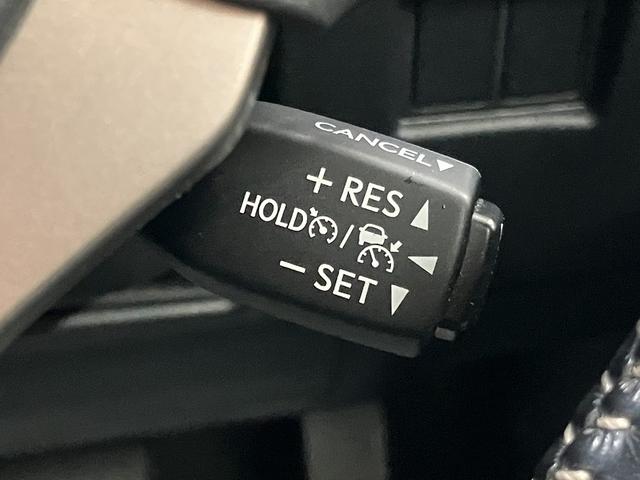 CANCEL▼
+ RES ▲
HOLD / ◀
− SET ▼